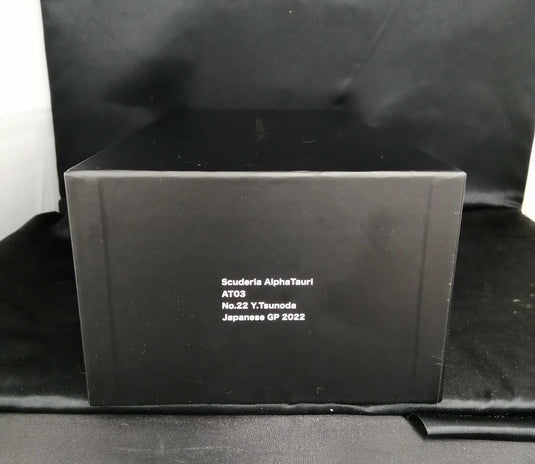 Scuderia AlphaTauri
AT03
No.22 Y.Tsunoda
Japanese GP 2022